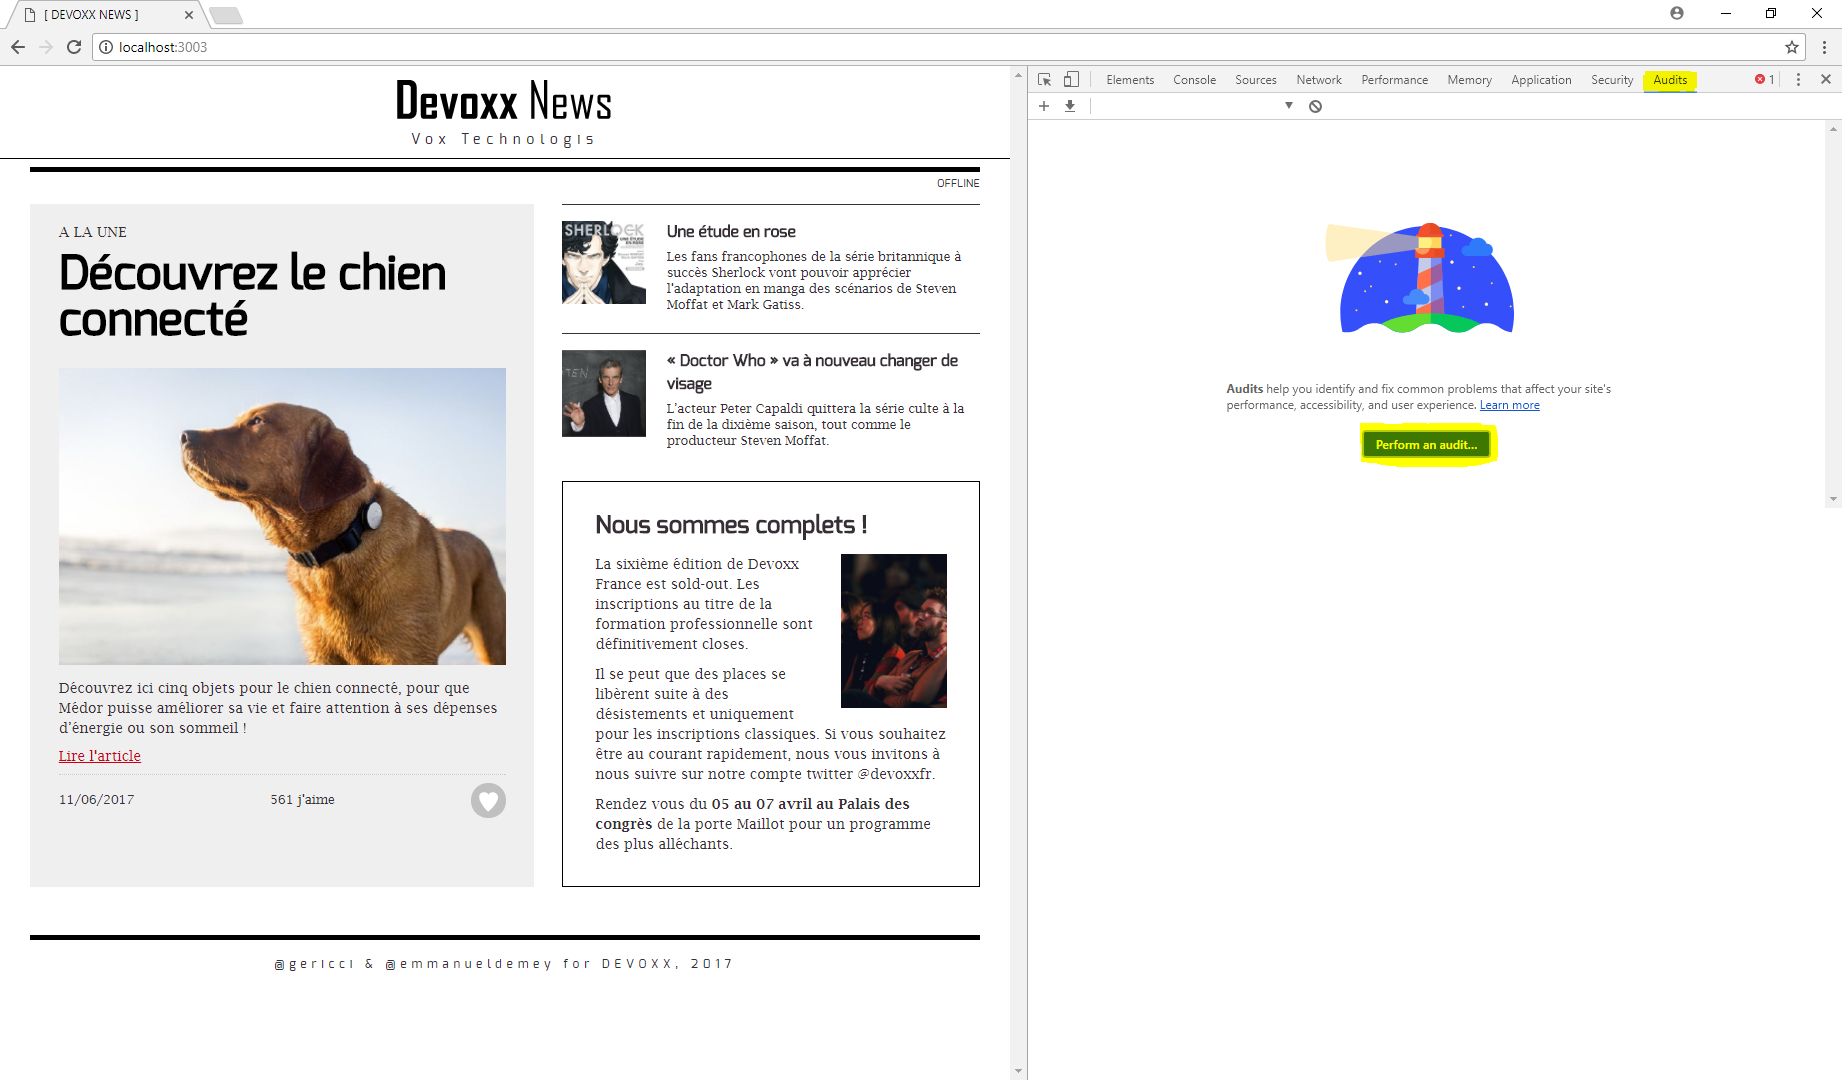 [ DEVOXX NEWS ]
localhost:3003
Devoxx News
Vox Technologis
OFFLINE
A LA UNE
Découvrez le chien
connecté
Découvrez ici cinq objets pour le chien connecté, pour que
Médor puisse améliorer sa vie et faire attention à ses dépenses
d'énergie ou son sommeil !
Lire l'article
11/06/2017 561 j'aime
SHERLOCK
UNE ÉTUDE
EN ROSE
Une étude en rose
Les fans francophones de la série britannique à
succès Sherlock vont pouvoir apprécier
l'adaptation en manga des scénarios de Steven
Moffat et Mark Gatiss.
« Doctor Who » va à nouveau changer de
visage
L'acteur Peter Capaldi quittera la série culte à la
fin de la dixième saison, tout comme le
producteur Steven Moffat.
Nous sommes complets !
La sixième édition de Devoxx
France est sold-out. Les
inscriptions au titre de la
formation professionnelle sont
définitivement closes.
Il se peut que des places se
libèrent suite à des
désistements et uniquement
pour les inscriptions classiques. Si vous souhaitez
être au courant rapidement, nous vous invitons à
nous suivre sur notre compte twitter @devoxxfr.
Rendez vous du 05 au 07 avril au Palais des
congrès de la porte Maillot pour un programme
des plus alléchants.
@gericci & @emmanueldemey for DEVOXX, 2017
Elements Console Sources Network Performance Memory Application Security Audits 1
Audits help you identify and fix common problems that affect your site's
performance, accessibility, and user experience. Learn more
Perform an audit...